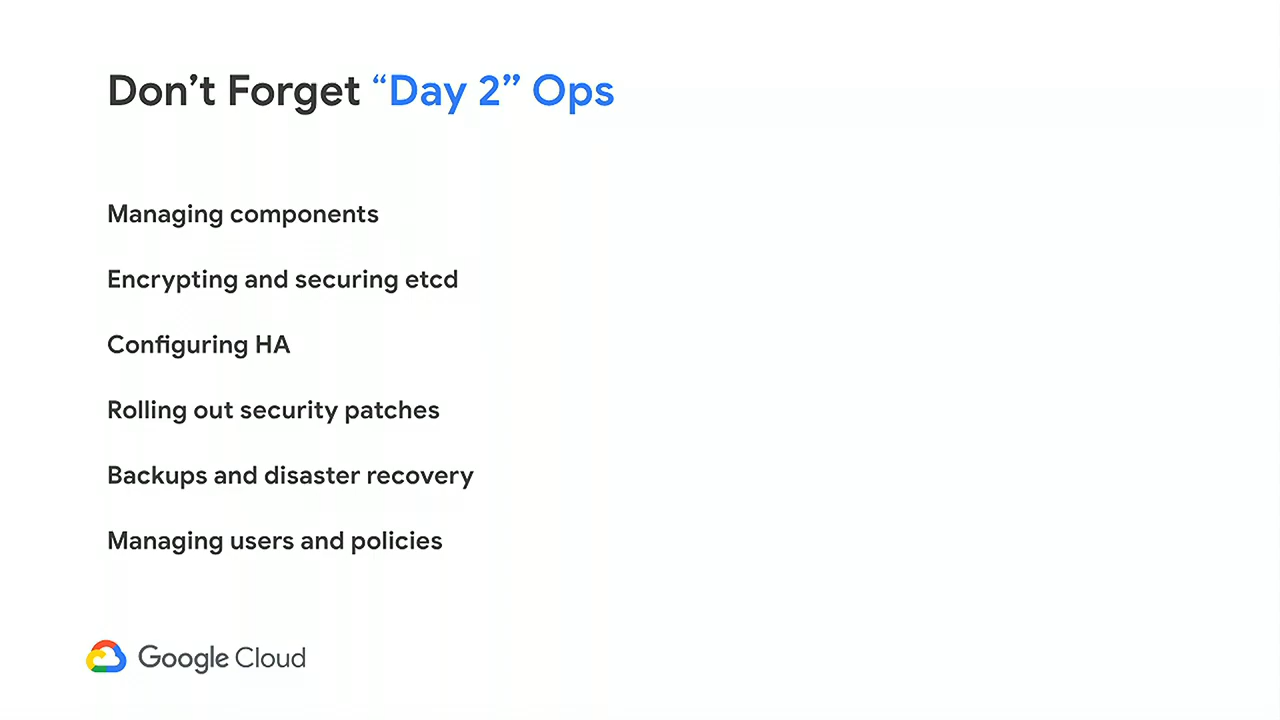 Don’t Forget “Day 2” Ops
Managing components
Encrypting and securing etcd
Configuring HA
Rolling out security patches
Backups and disaster recovery
Managing users and policies
Google Cloud